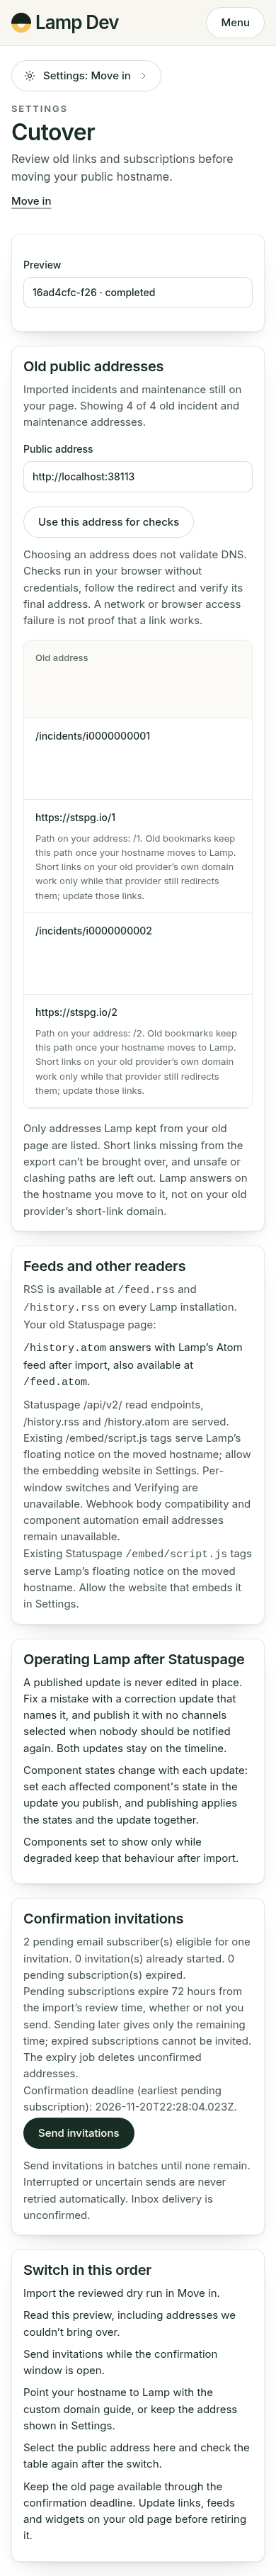 Lamp Dev
Menu
Settings: Move in
SETTINGS
Cutover
Review old links and subscriptions before
moving your public hostname.
Move in
Preview
16ad4cfc-f26 · completed
Old public addresses
Imported incidents and maintenance still on
your page. Showing 4 of 4 old incident and
maintenance addresses.
Public address
http://localhost:38113
Use this address for checks
Choosing an address does not validate DNS.
Checks run in your browser without
credentials, follow the redirect and verify its
final address. A network or browser access
failure is not proof that a link works.
Old address
/incidents/i0000000001
https://stspg.io/1
Path on your address: /1. Old bookmarks keep
this path once your hostname moves to Lamp.
Short links on your old provider’s own domain
work only while that provider still redirects
them; update those links.
/incidents/i0000000002
https://stspg.io/2
Path on your address: /2. Old bookmarks keep
this path once your hostname moves to Lamp.
Short links on your old provider’s own domain
work only while that provider still redirects
them; update those links.
Only addresses Lamp kept from your old
page are listed. Short links missing from the
export can’t be brought over, and unsafe or
clashing paths are left out. Lamp answers on
the hostname you move to it, not on your old
provider’s short-link domain.
Feeds and other readers
RSS is available at /feed.rss and
/history.rss on every Lamp installation.
Your old Statuspage page:
/history.atom answers with Lamp’s Atom
feed after import, also available at
/feed.atom.
Statuspage /api/v2/ read endpoints,
/history.rss and /history.atom are served.
Existing /embed/script.js tags serve Lamp’s
floating notice on the moved hostname; allow
the embedding website in Settings. Per-
window switches and Verifying are
unavailable. Webhook body compatibility and
component automation email addresses
remain unavailable.
Existing Statuspage /embed/script.js tags
serve Lamp’s floating notice on the moved
hostname. Allow the website that embeds it
in Settings.
Operating Lamp after Statuspage
A published update is never edited in place.
Fix a mistake with a correction update that
names it, and publish it with no channels
selected when nobody should be notified
again. Both updates stay on the timeline.
Component states change with each update:
set each affected component's state in the
update you publish, and publishing applies
the states and the update together.
Components set to show only while
degraded keep that behaviour after import.
Confirmation invitations
2 pending email subscriber(s) eligible for one
invitation. 0 invitation(s) already started. 0
pending subscription(s) expired.
Pending subscriptions expire 72 hours from
the import’s review time, whether or not you
send. Sending later gives only the remaining
time; expired subscriptions cannot be invited.
The expiry job deletes unconfirmed
addresses.
Confirmation deadline (earliest pending
subscription): 2026-11-20T22:28:04.023Z.
Send invitations
Send invitations in batches until none remain.
Interrupted or uncertain sends are never
retried automatically. Inbox delivery is
unconfirmed.
Switch in this order
Import the reviewed dry run in Move in.
Read this preview, including addresses we
couldn’t bring over.
Send invitations while the confirmation
window is open.
Point your hostname to Lamp with the
custom domain guide, or keep the address
shown in Settings.
Select the public address here and check the
table again after the switch.
Keep the old page available through the
confirmation deadline. Update links, feeds
and widgets on your old page before retiring
it.